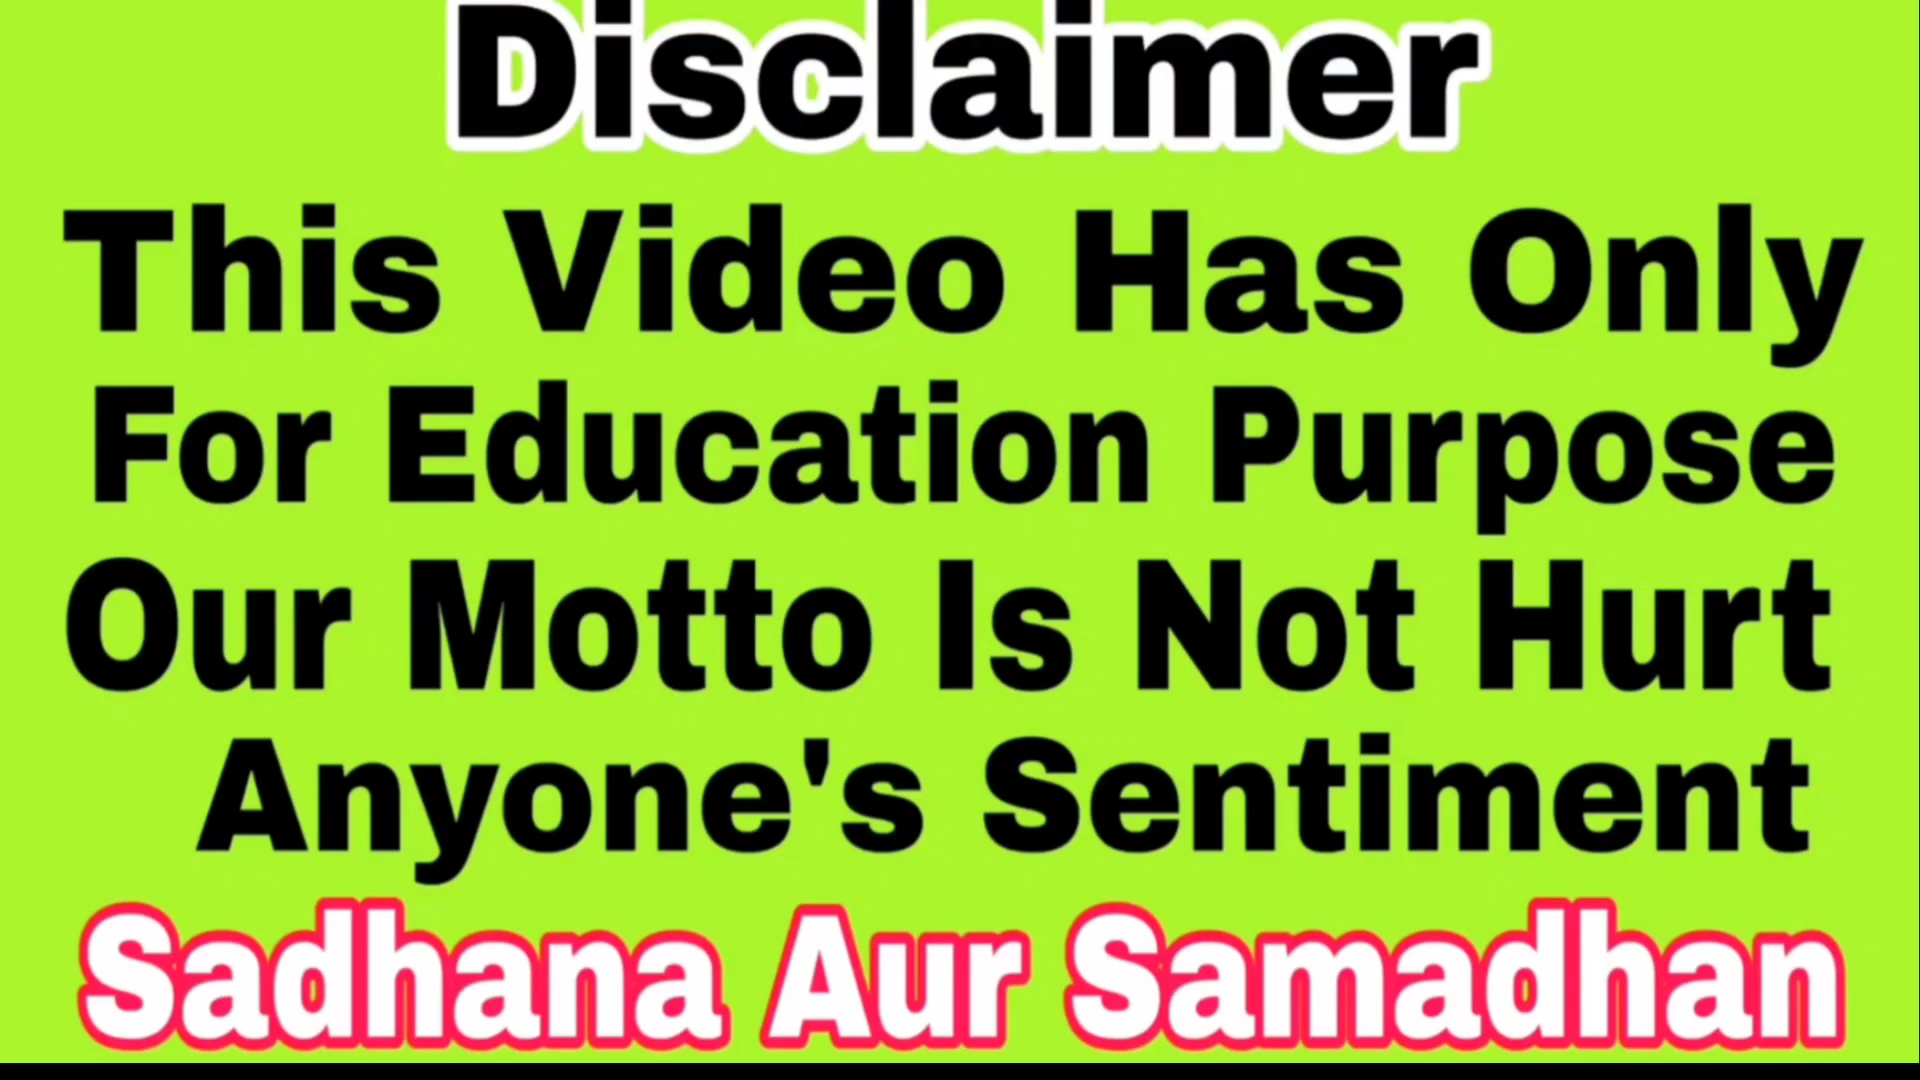 Disclaimer
This Video Has Only
For Education Purpose
Our Motto Is Not Hurt
Anyone's Sentiment
Sadhana Aur Samadhan